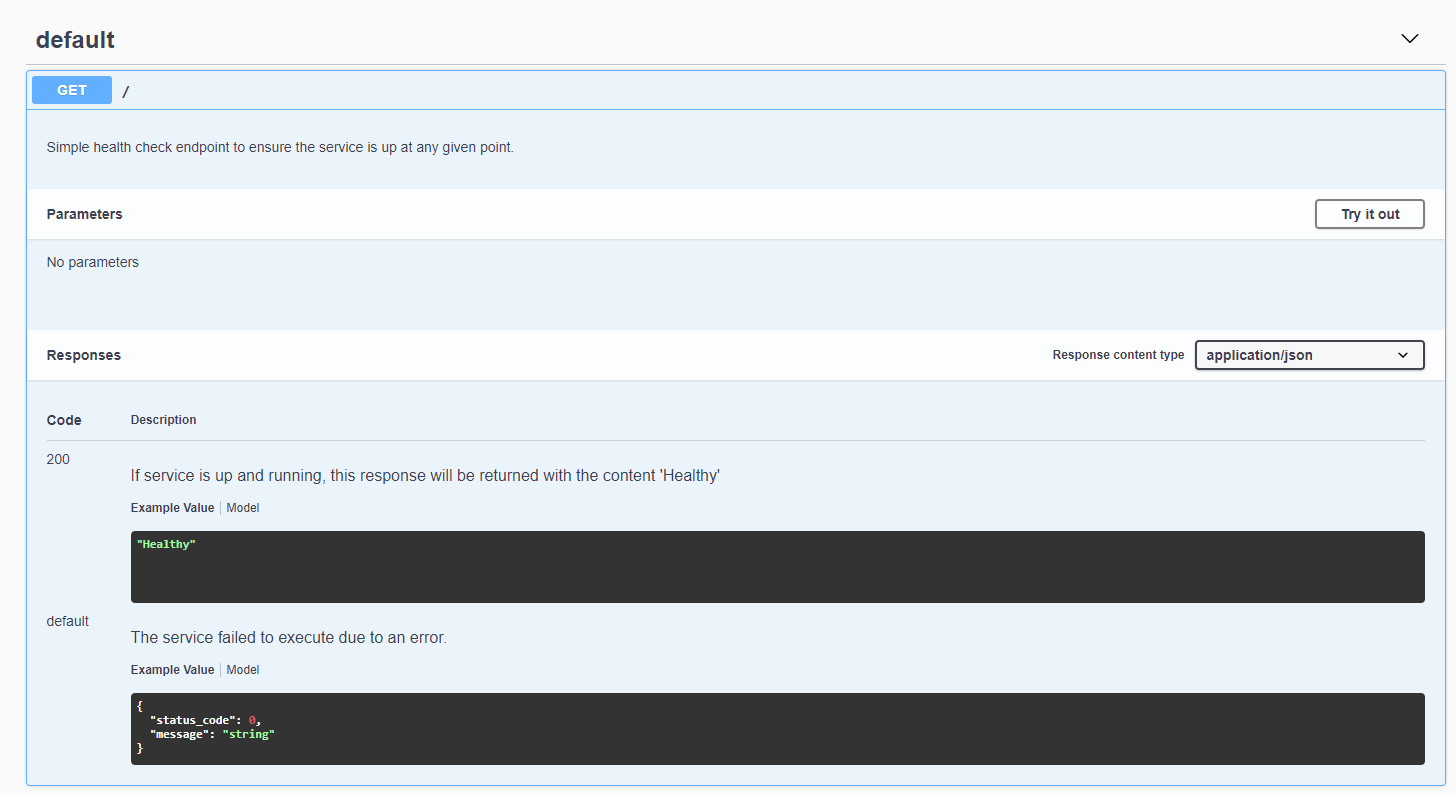 default
GET /
Simple health check endpoint to ensure the service is up at any given point.
Parameters Try it out
No parameters
Responses Response content type application/json
Code Description
200
If service is up and running, this response will be returned with the content 'Healthy'
Example Value Model
"Healthy"
default
The service failed to execute due to an error.
Example Value Model
{
"status_code": 0,
"message": "string"
}